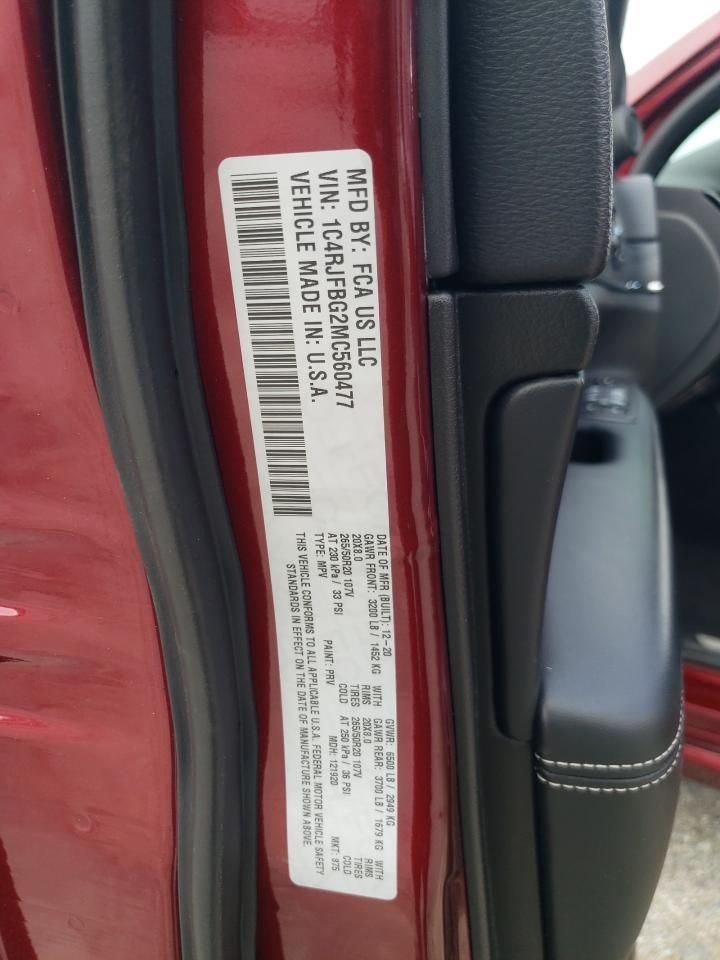 MFD BY: FCA US LLC
VIN: 1C4RJFBG2MC560477
VEHICLE MADE IN: U.S.A.
DATE OF MFR (BUILT): 12-20 GVWR: 6500 LB / 2949 KG
GAWR FRONT: 3200 LB / 1452 KG WITH GAWR REAR: 3700 LB / 1679 KG WITH
20X8.0 RIMS 20X8.0 RIMS
265/50R20 107V TIRES 265/50R20 107V TIRES
AT 230 kPa / 33 PSI COLD AT 250 kPa / 36 PSI COLD
TYPE: MPV PAINT: PRV MDH: 121920 MKT: 975
THIS VEHICLE CONFORMS TO ALL APPLICABLE U.S.A. FEDERAL MOTOR VEHICLE SAFETY
STANDARDS IN EFFECT ON THE DATE OF MANUFACTURE SHOWN ABOVE.